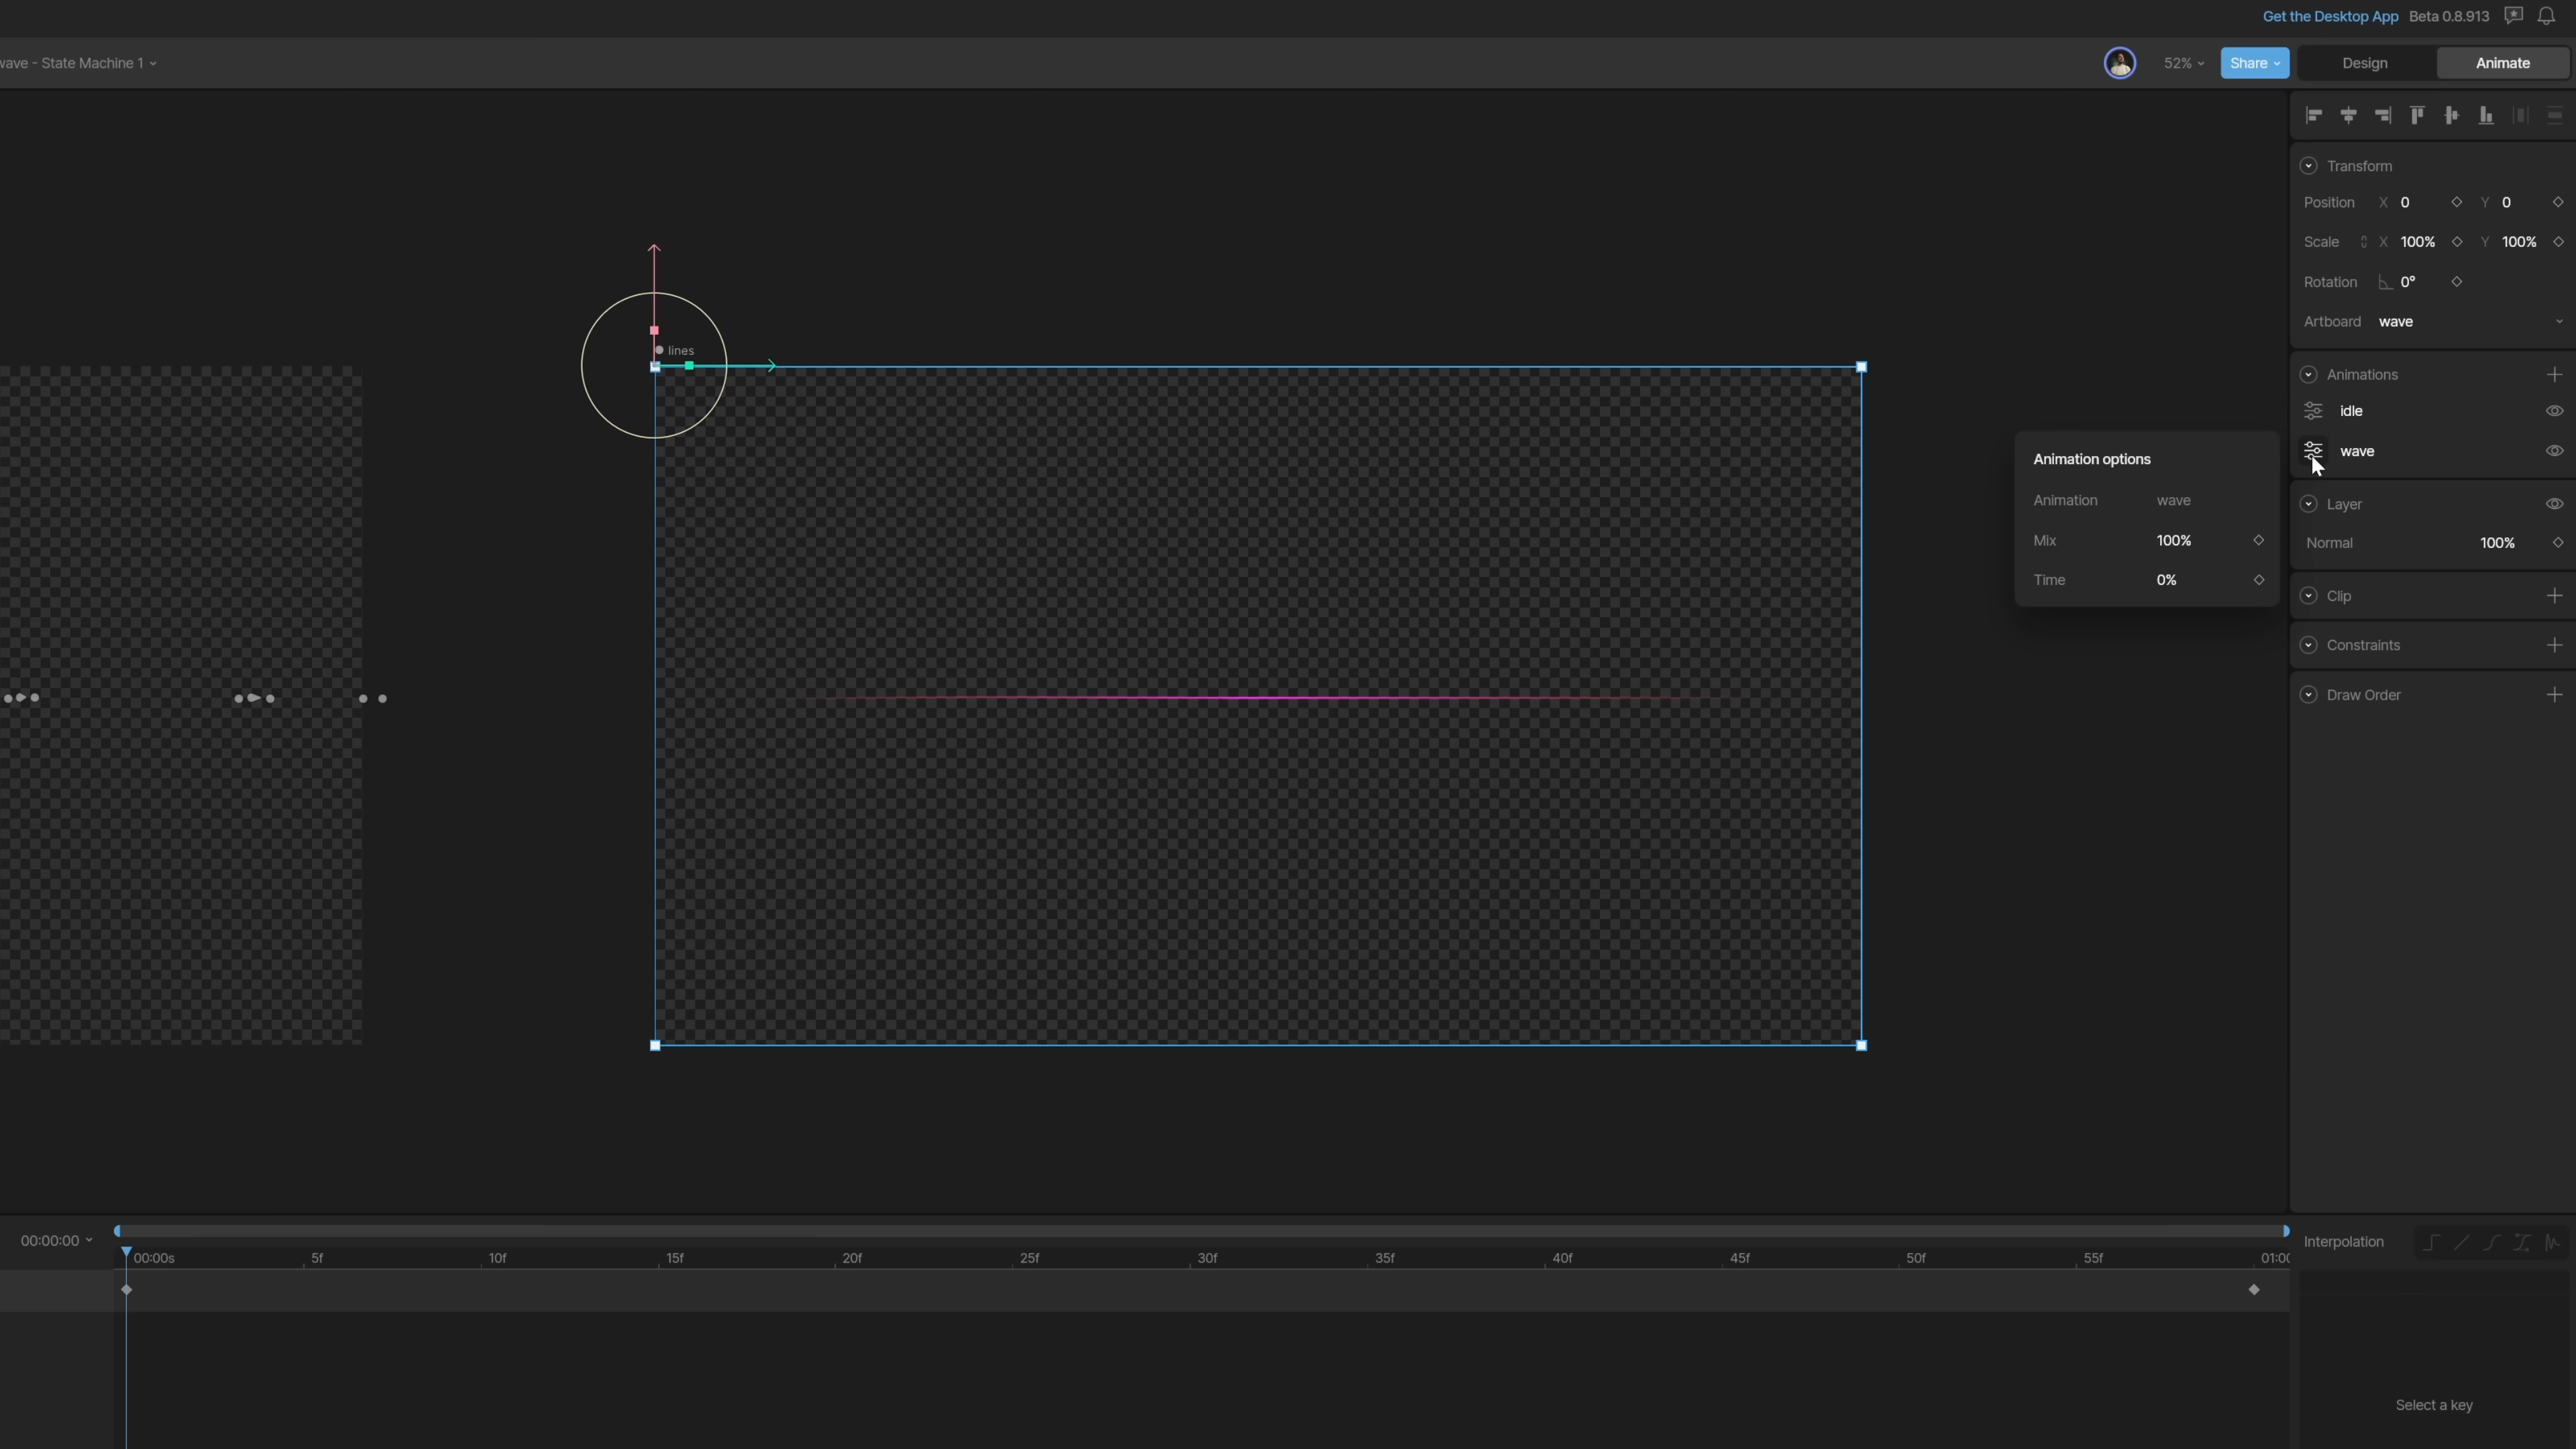 Get the Desktop App Beta 0.8.913
wave - State Machine 1
52% Share Design Animate
Transform
Position X 0 Y 0
Scale X 100% Y 100%
Rotation 0°
Artboard wave
lines
Animations
idle
wave
Animation options
Animation wave
Mix 100%
Time 0%
Layer
Normal 100%
Clip
Constraints
Draw Order
00:00:00
00:00s 5f 10f 15f 20f 25f 30f 35f 40f 45f 50f 55f 01:00
Interpolation
Select a key